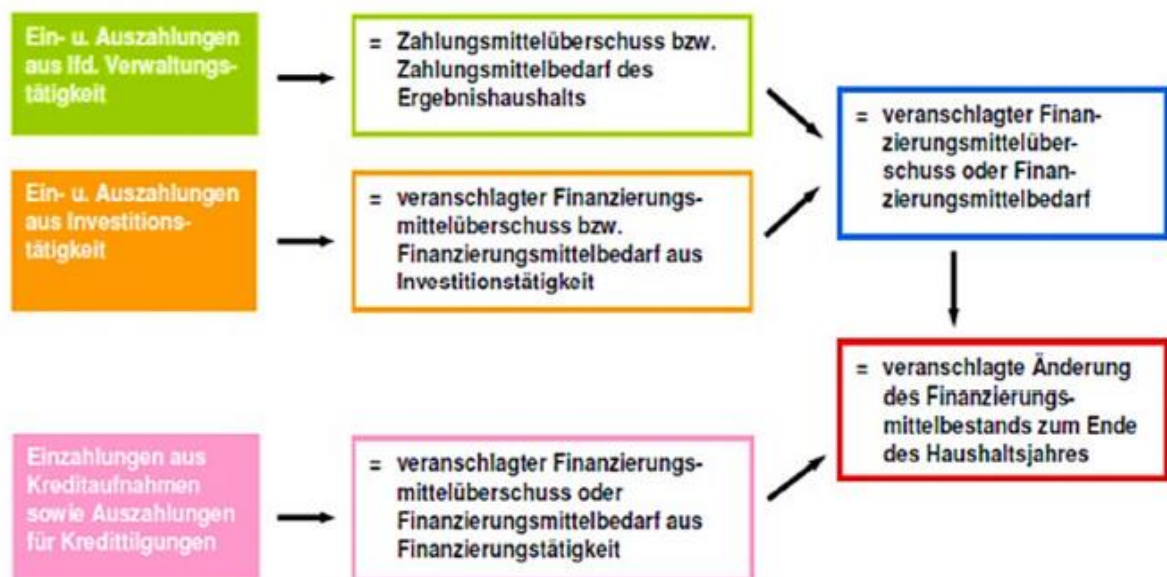 Ein- u. Auszahlungen
aus lfd. Verwaltungs-
tätigkeit
= Zahlungsmittelüberschuss bzw.
Zahlungsmittelbedarf des
Ergebnishaushalts
= veranschlagter Finan-
zierungsmittelüber-
schuss oder Finan-
zierungsmittelbedarf
Ein- u. Auszahlungen
aus Investitions-
tätigkeit
= veranschlagter Finanzierungs-
mittelüberschuss bzw.
Finanzierungsmittelbedarf aus
Investitionstätigkeit
= veranschlagte Änderung
des Finanzierungs-
mittelbestands zum Ende
des Haushaltsjahres
Einzahlungen aus
Kreditaufnahmen
sowie Auszahlungen
für Kredittilgungen
= veranschlagter Finanzierungs-
mittelüberschuss oder
Finanzierungsmittelbedarf aus
Finanzierungstätigkeit